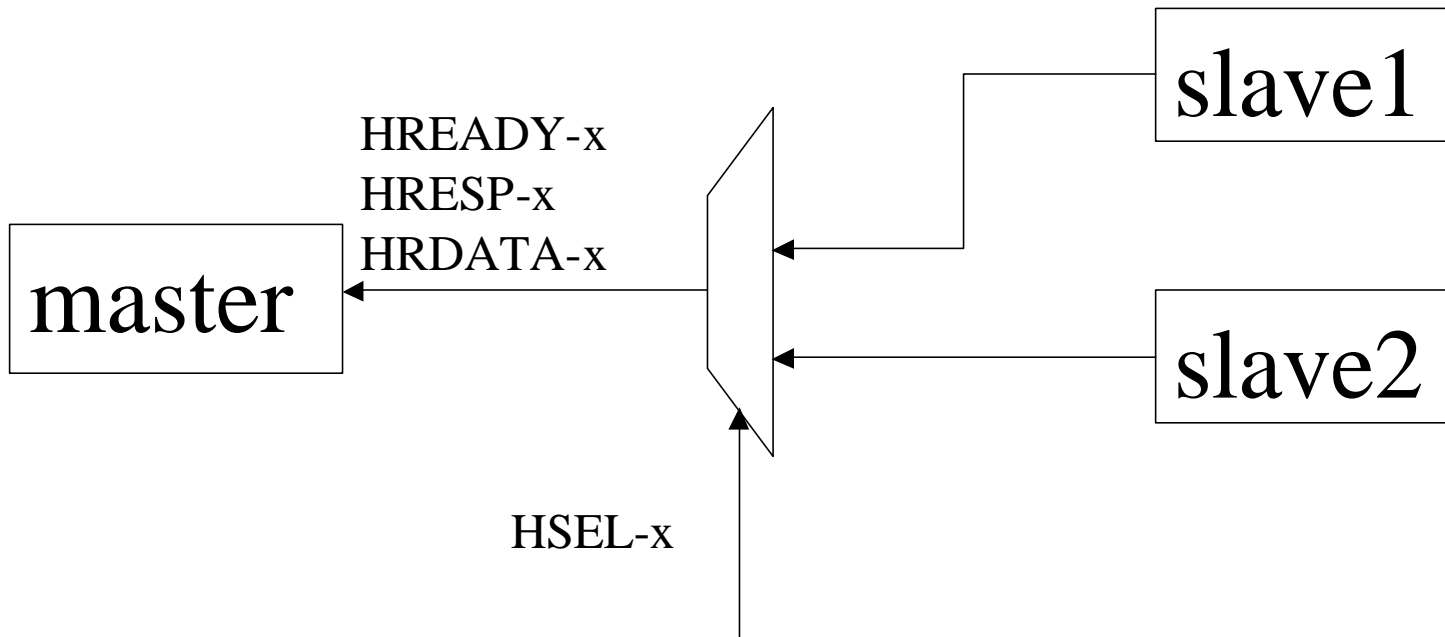 slave1
HREADY-x
HRESP-x
HRDATA-x
master
slave2
HSEL-x